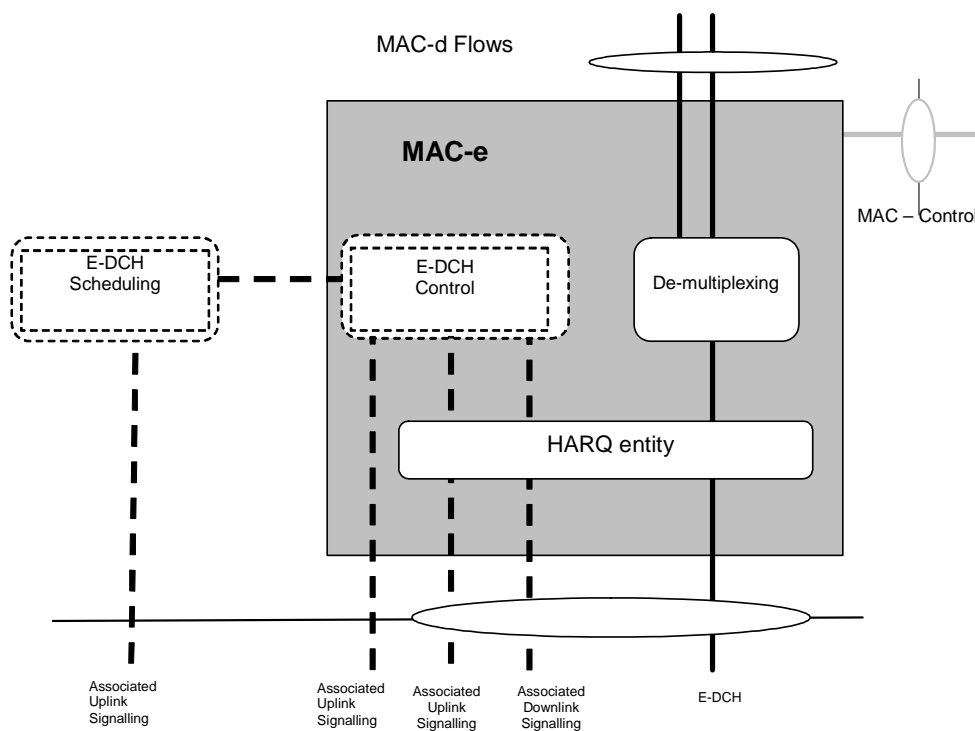 MAC-d Flows
MAC-e
MAC – Control
E-DCH
Scheduling
E-DCH
Control
De-multiplexing
HARQ entity
Associated
Uplink
Signalling
Associated
Uplink
Signalling
Associated
Uplink
Signalling
Associated
Downlink
Signalling
E-DCH